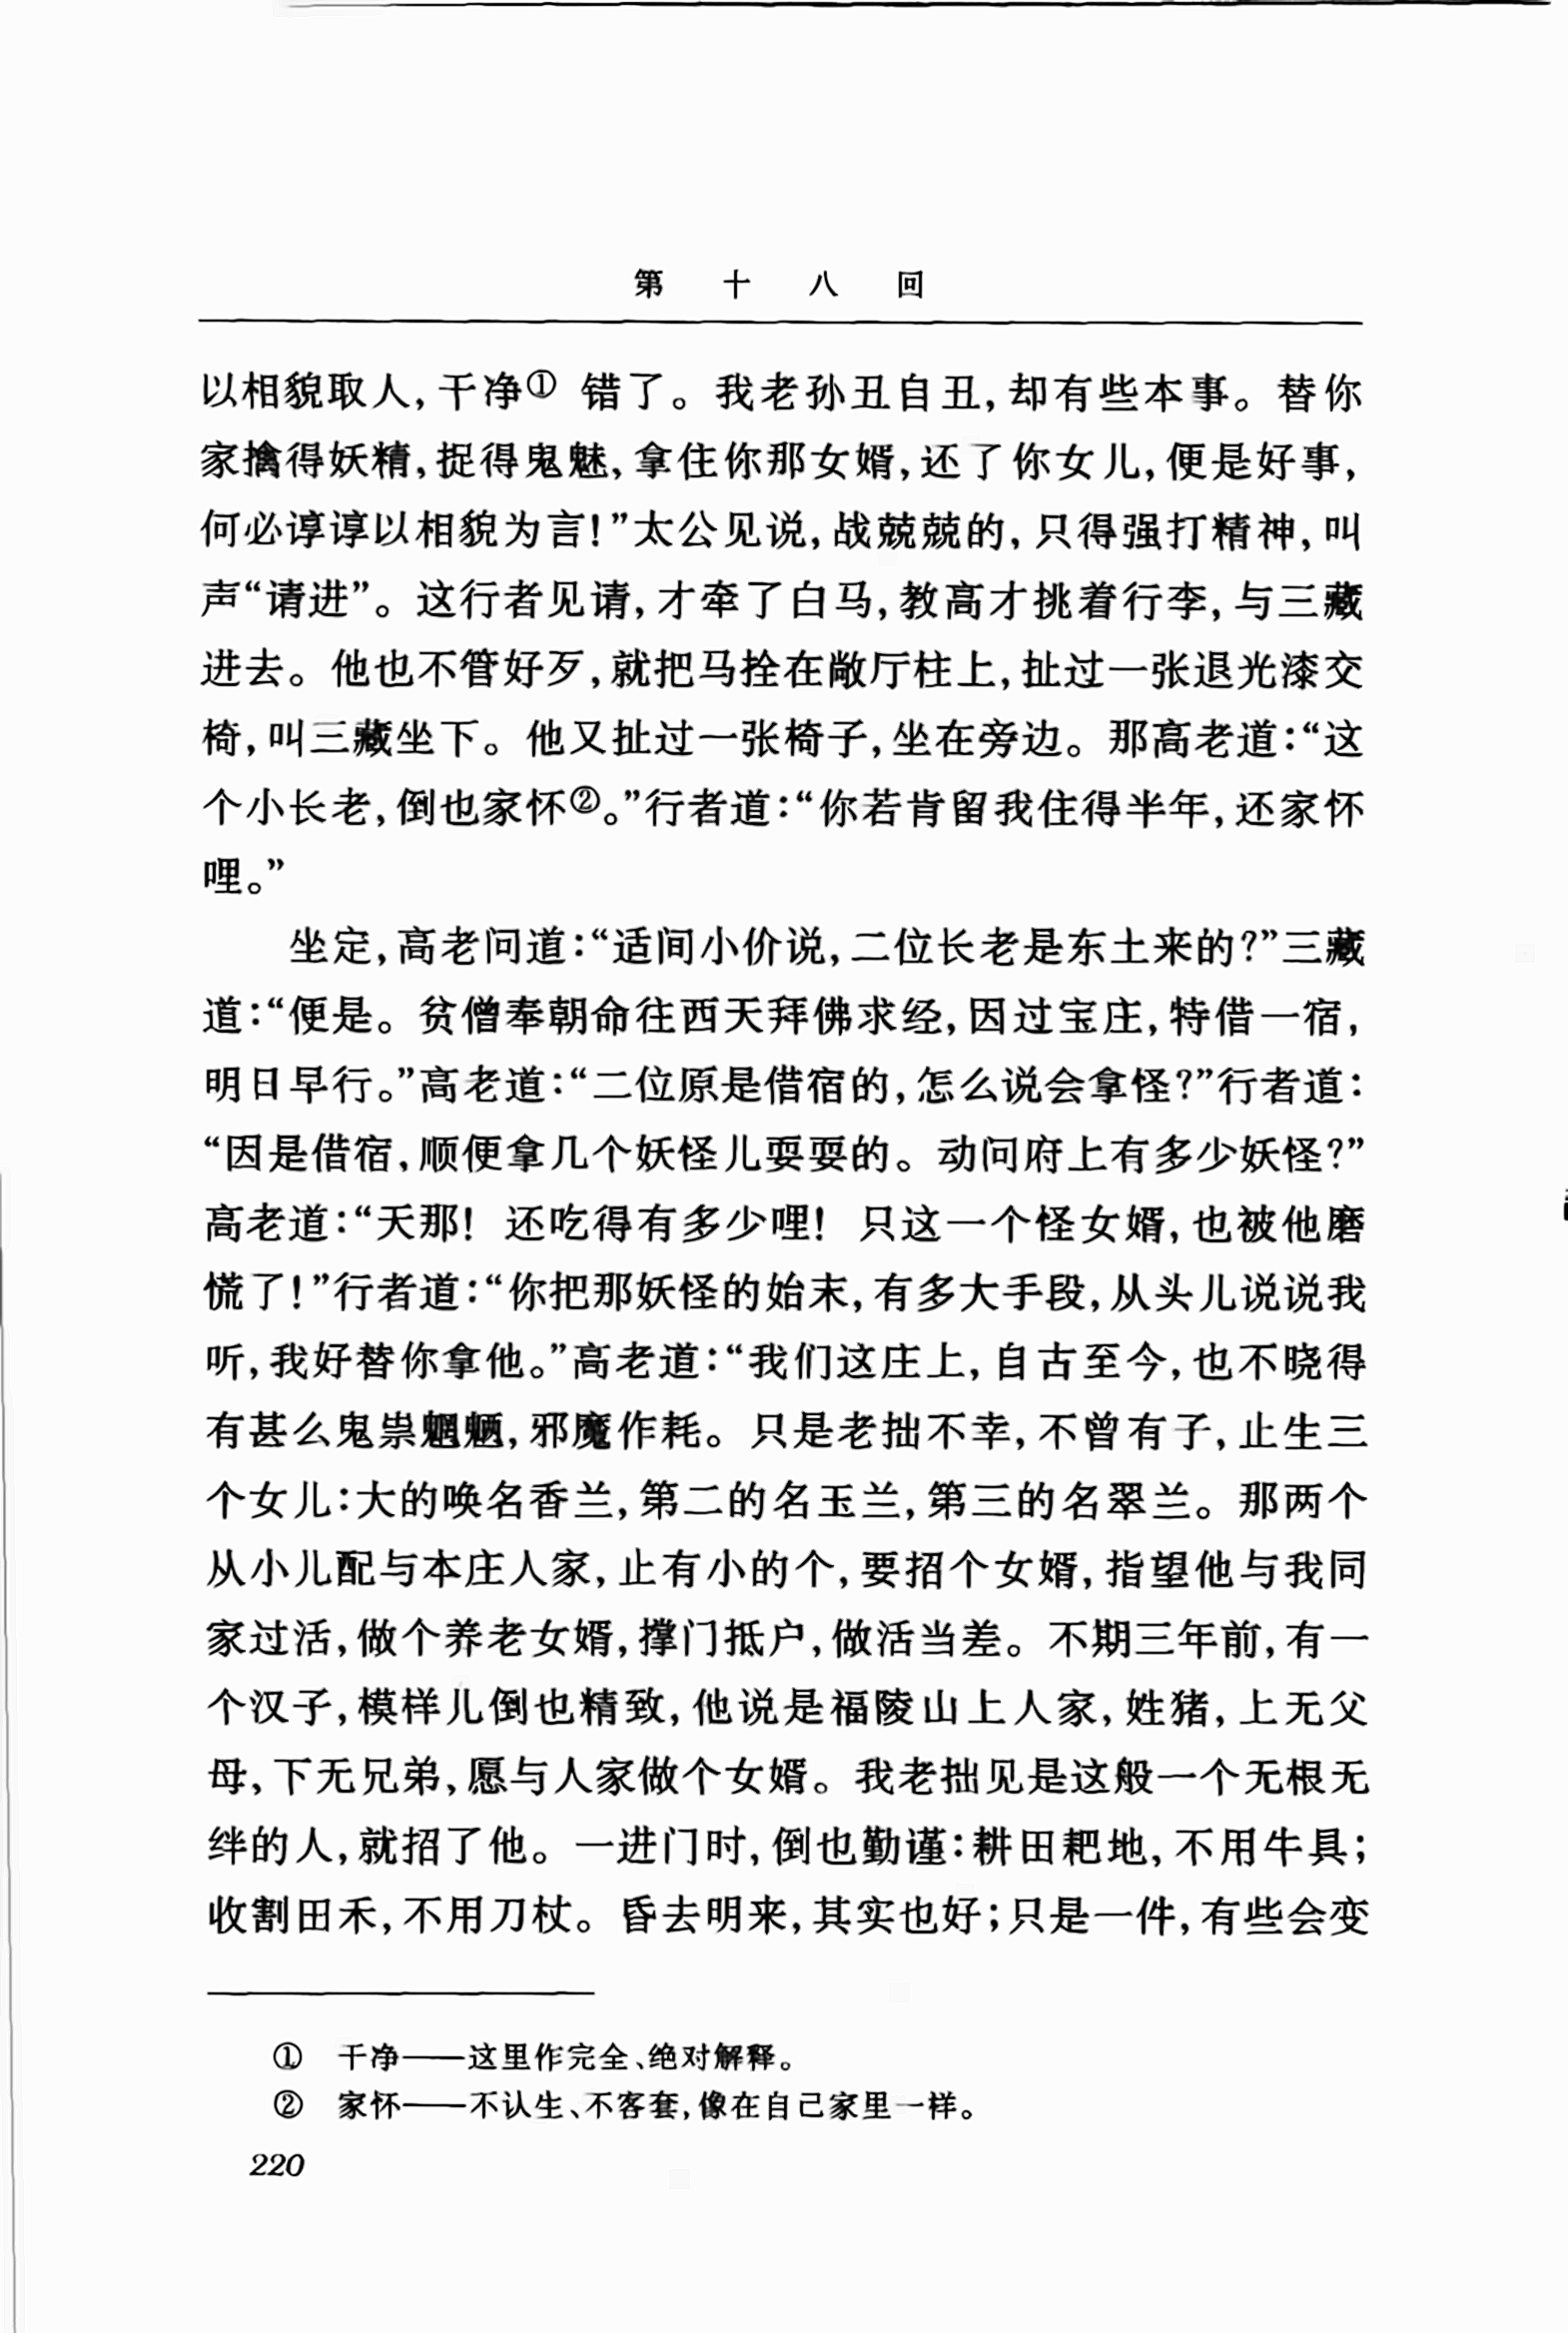 第十八回
以相貌取人,干净① 错了。我老孙丑自丑,却有些本事。替你
家擒得妖精,捉得鬼魅,拿住你那女婿,还了你女儿,便是好事,
何必谆谆以相貌为言!”太公见说,战兢兢的,只得强打精神,叫
声“请进”。这行者见请,才牵了白马,教高才挑着行李,与三藏
进去。他也不管好歹,就把马拴在敞厅柱上,扯过一张退光漆交
椅,叫三藏坐下。他又扯过一张椅子,坐在旁边。那高老道:“这
个小长老,倒也家怀②。”行者道:“你若肯留我住得半年,还家怀
哩。”
坐定,高老问道:“适间小价说,二位长老是东土来的?”三藏
道:“便是。贫僧奉朝命往西天拜佛求经,因过宝庄,特借一宿,
明日早行。”高老道:“二位原是借宿的,怎么说会拿怪?”行者道:
“因是借宿,顺便拿几个妖怪儿耍耍的。动问府上有多少妖怪?”
高老道:“天那! 还吃得有多少哩! 只这一个怪女婿,也被他磨
慌了!”行者道:“你把那妖怪的始末,有多大手段,从头儿说说我
听,我好替你拿他。”高老道:“我们这庄上,自古至今,也不晓得
有甚么鬼祟魍魉,邪魔作耗。只是老拙不幸,不曾有子,止生三
个女儿:大的唤名香兰,第二的名玉兰,第三的名翠兰。那两个
从小儿配与本庄人家,止有小的个,要招个女婿,指望他与我同
家过活,做个养老女婿,撑门抵户,做活当差。不期三年前,有一
个汉子,模样儿倒也精致,他说是福陵山上人家,姓猪,上无父
母,下无兄弟,愿与人家做个女婿。我老拙见是这般一个无根无
绊的人,就招了他。一进门时,倒也勤谨:耕田耙地,不用牛具;
收割田禾,不用刀杖。昏去明来,其实也好;只是一件,有些会变
① 干净——这里作完全、绝对解释。
② 家怀——不认生、不客套,像在自己家里一样。
220